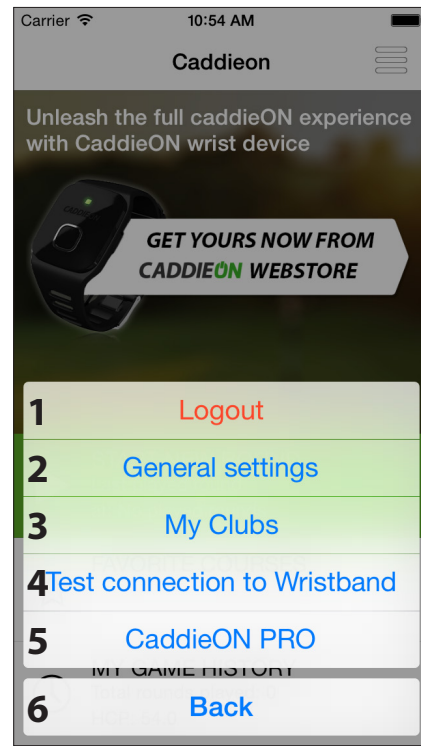 Carrier 10:54 AM
Caddieon
Unleash the full caddieON experience
with CaddieON wrist device
GET YOURS NOW FROM
CADDIEON WEBSTORE
1 Logout
2 General settings
3 My Clubs
4 Test connection to Wristband
5 CaddieON PRO
MY GAME HISTORY
6 Back